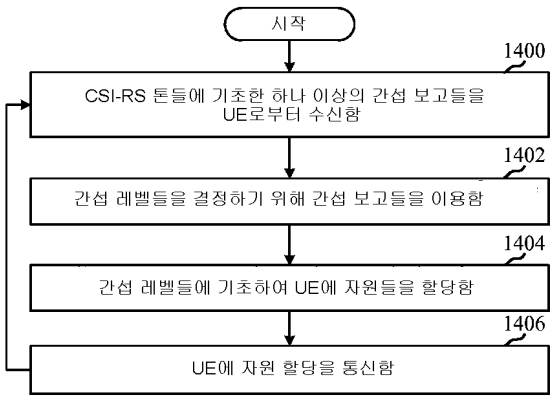 시작
1400
CSI-RS 톤들에 기초한 하나 이상의 간섭 보고들을
UE로부터 수신함
1402
간섭 레벨들을 결정하기 위해 간섭 보고들을 이용함
1404
간섭 레벨들에 기초하여 UE에 자원들을 할당함
1406
UE에 자원 할당을 통신함